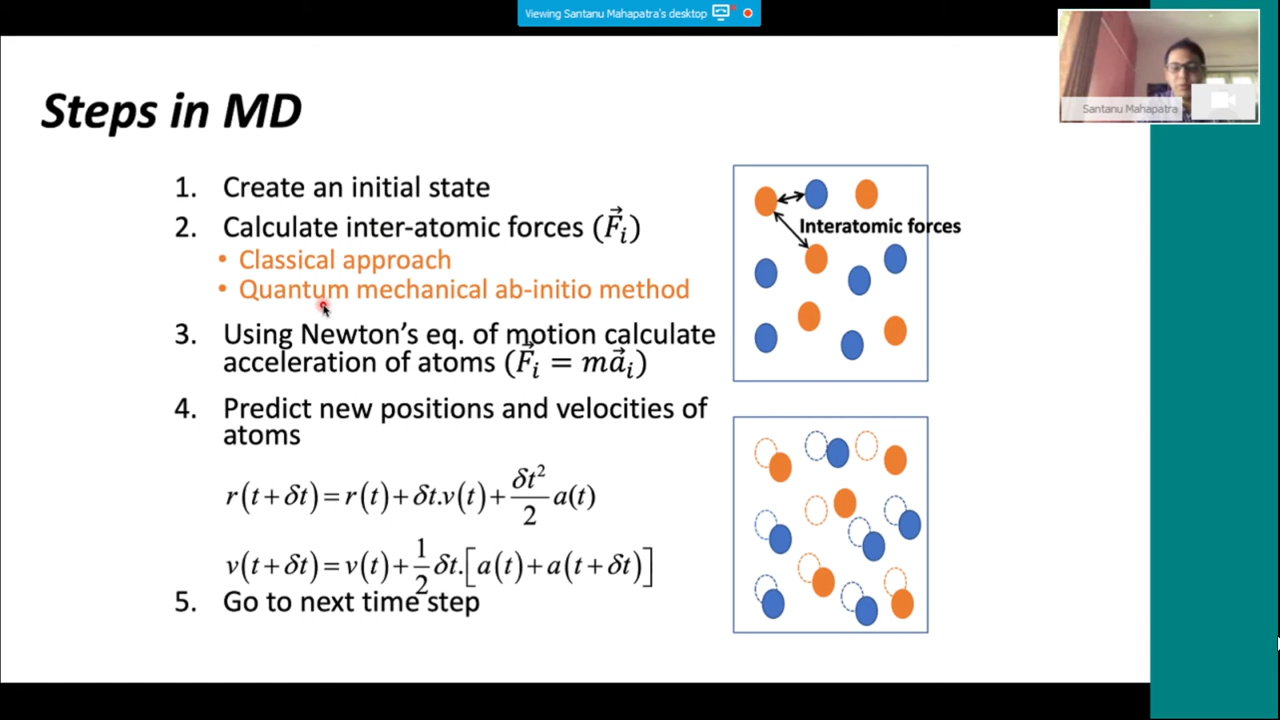 Viewing Santanu Mahapatra's desktop
Santanu Mahapatra
Steps in MD
1. Create an initial state
2. Calculate inter-atomic forces (F⃗ᵢ)
• Classical approach
• Quantum mechanical ab-initio method
3. Using Newton's eq. of motion calculate
acceleration of atoms (F⃗ᵢ = ma⃗ᵢ)
4. Predict new positions and velocities of
atoms
r(t+δt)=r(t)+δt.v(t)+δt²/2 a(t)
v(t+δt)=v(t)+1/2 δt.[a(t)+a(t+δt)]
5. Go to next time step
Interatomic forces